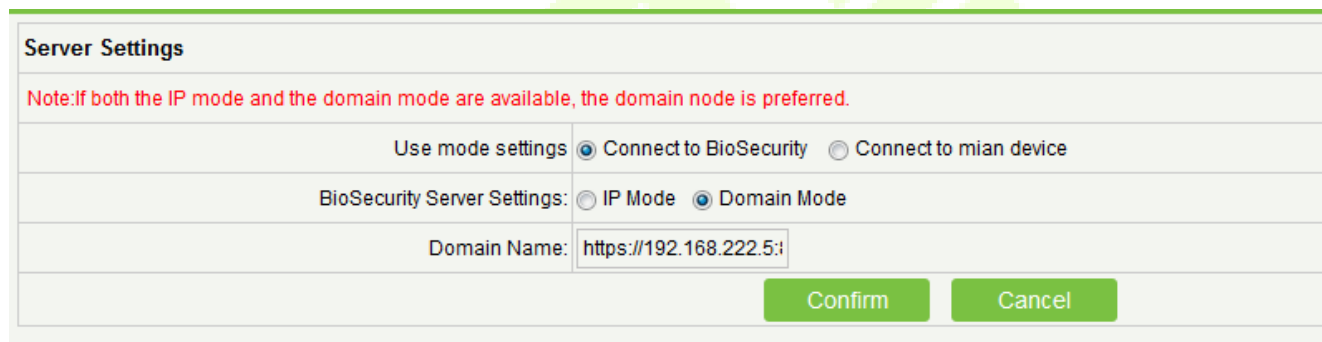 Server Settings
Note:If both the IP mode and the domain mode are available, the domain node is preferred.
Use mode settings Connect to BioSecurity Connect to mian device
BioSecurity Server Settings: IP Mode Domain Mode
Domain Name: https://192.168.222.5:
Confirm Cancel